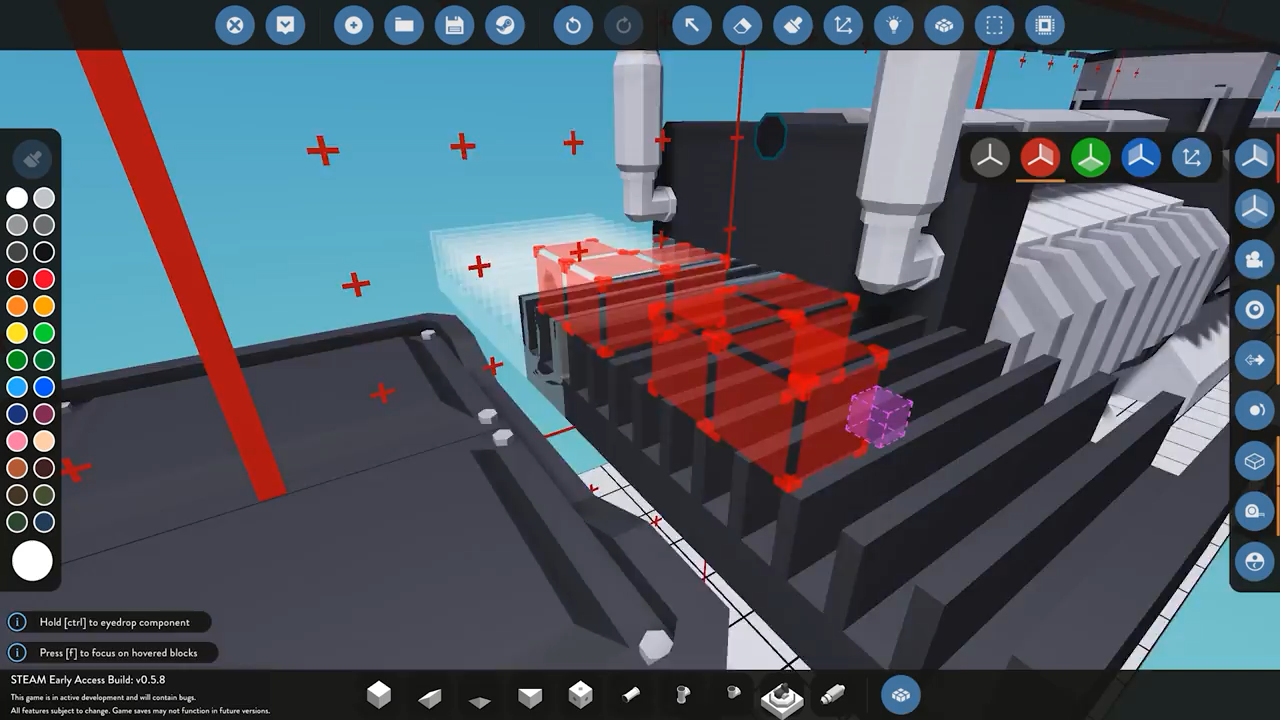 Hold [ctrl] to eyedrop component
Press [f] to focus on hovered blocks
STEAM Early Access Build: v0.5.8
This game is in active development and will contain bugs.
All features subject to change. Game saves may not function in future versions.